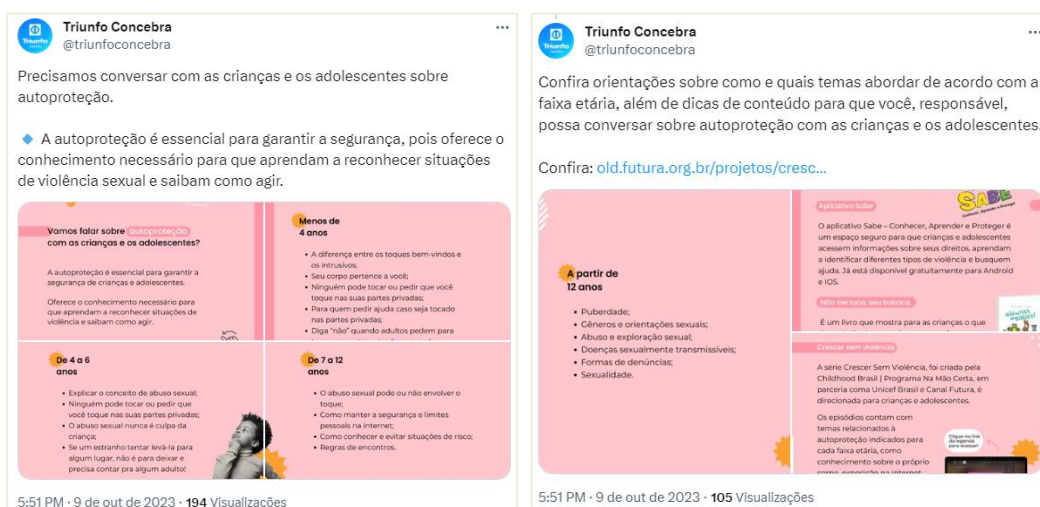 Triunfo Concebra
@triunfoconcebra
Precisamos conversar com as crianças e os adolescentes sobre
autoproteção.
A autoproteção é essencial para garantir a segurança, pois oferece o
conhecimento necessário para que aprendam a reconhecer situações
de violência sexual e saibam como agir.
Vamos falar sobre autoproteção
com as crianças e os adolescentes?
A autoproteção é essencial para garantir a
segurança de crianças e adolescentes.
Oferece o conhecimento necessário para
que aprendam a reconhecer situações de
violência sexual e saibam como agir.
Menos de
4 anos
• A diferença entre os toques bem-vindos e
os intrusivos;
• Seu corpo pertence a você;
• Ninguém pode tocar ou pedir que você
toque nas suas partes privadas;
• Para quem pedir ajuda caso seja tocado
nas partes privadas;
• Diga "não" quando adultos pedem para
De 4 a 6
anos
• Explicar o conceito de abuso sexual;
• Ninguém pode tocar ou pedir que
você toque nas suas partes privadas;
• O abuso sexual nunca é culpa da
criança;
• Se um estranho tentar levá-la para
algum lugar, não é para deixar e
precisa contar pra algum adulto!
De 7 a 12
anos
• O abuso sexual pode ou não envolver o
toque;
• Como manter a segurança e limites
pessoais na internet;
• Como conhecer e evitar situações de risco;
• Regras de encontros.
5:51 PM · 9 de out de 2023 · 194 Visualizações
Triunfo Concebra
@triunfoconcebra
Confira orientações sobre como e quais temas abordar de acordo com a
faixa etária, além de dicas de conteúdo para que você, responsável,
possa conversar sobre autoproteção com as crianças e os adolescentes.
Confira: old.futura.org.br/projetos/cresc...
A partir de
12 anos
• Puberdade;
• Gêneros e orientações sexuais;
• Abuso e exploração sexual;
• Doenças sexualmente transmissíveis;
• Formas de denúncias;
• Sexualidade.
SABE
Aplicativo Sabe
O aplicativo Sabe – Conhecer, Aprender e Proteger é
um espaço seguro para que crianças e adolescentes
acessem informações sobre seus direitos, aprendam
a identificar diferentes tipos de violência e busquem
ajuda. Já está disponível gratuitamente para Android
e IOS.
Não me toca, seu boboca
É um livro que mostra para as crianças o que
Crescer sem violência
A série Crescer Sem Violência, foi criada pela
Childhood Brasil | Programa Na Mão Certa, em
parceria como Unicef Brasil e Canal Futura, é
direcionada para crianças e adolescentes.
Os episódios contam com
temas relacionados à
autoproteção indicados para
cada faixa etária, como
conhecimento sobre o próprio
corpo, exposição na internet
Clique no link
da legenda
para acessar!
5:51 PM · 9 de out de 2023 · 105 Visualizações